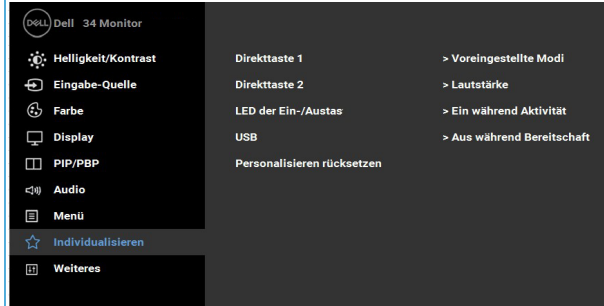 DELL Dell 34 Monitor
Helligkeit/Kontrast
Eingabe-Quelle
Farbe
Display
PIP/PBP
Audio
Menü
Individualisieren
Weiteres
Direkttaste 1 > Voreingestellte Modi
Direkttaste 2 > Lautstärke
LED der Ein-/Austas > Ein während Aktivität
USB > Aus während Bereitschaft
Personalisieren rücksetzen